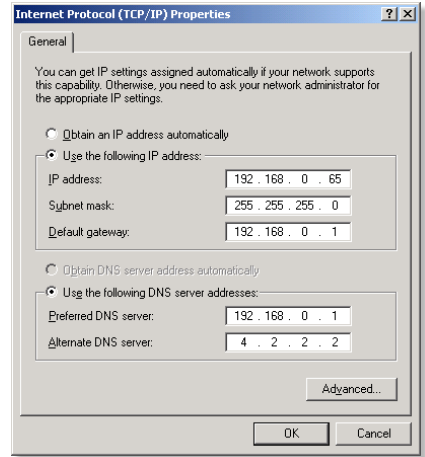 Internet Protocol (TCP/IP) Properties
General
You can get IP settings assigned automatically if your network supports
this capability. Otherwise, you need to ask your network administrator for
the appropriate IP settings.
Obtain an IP address automatically
Use the following IP address:
IP address: 192 . 168 . 0 . 65
Subnet mask: 255 . 255 . 255 . 0
Default gateway: 192 . 168 . 0 . 1
Obtain DNS server address automatically
Use the following DNS server addresses:
Preferred DNS server: 192 . 168 . 0 . 1
Alternate DNS server: 4 . 2 . 2 . 2
Advanced...
OK Cancel